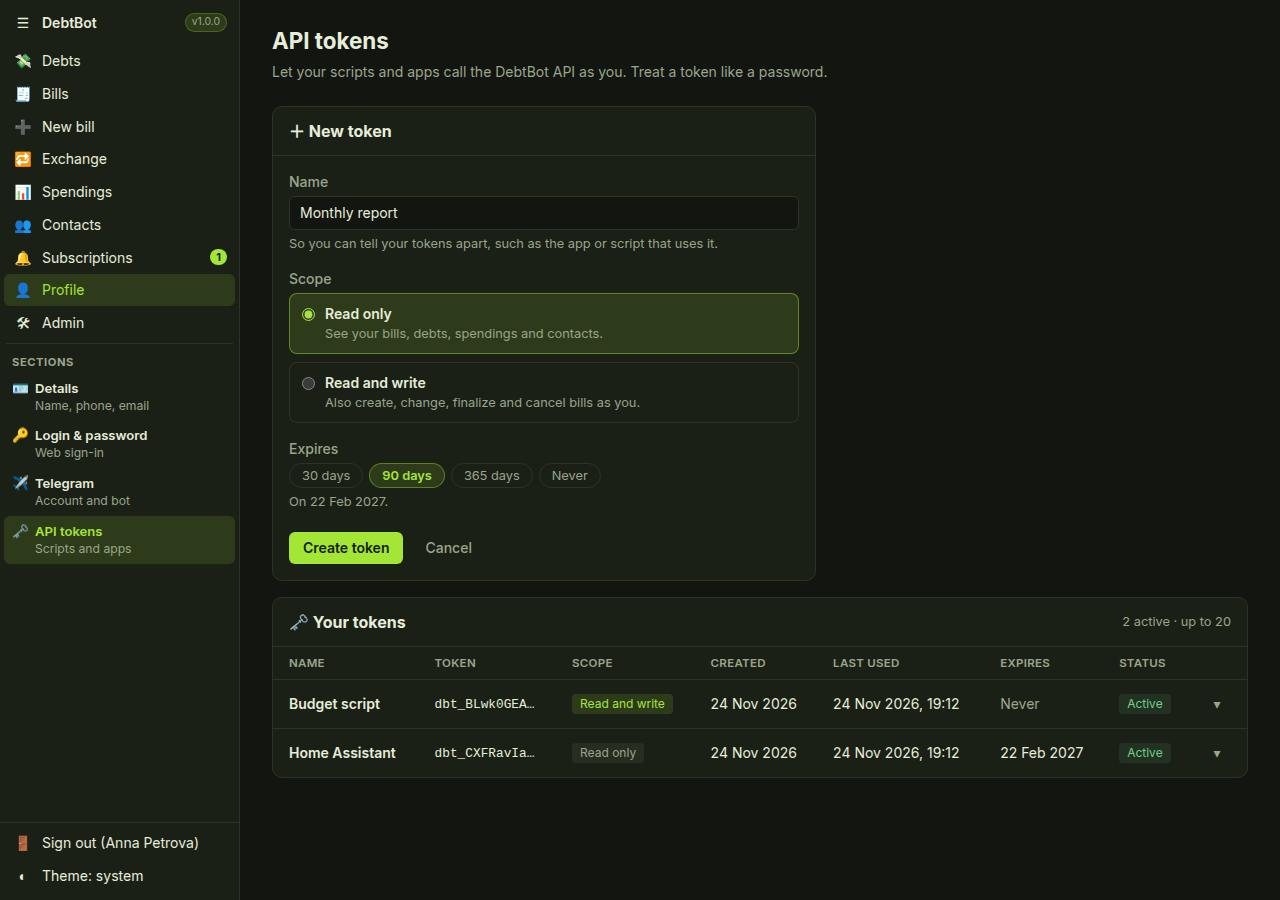 DebtBot
v1.0.0
Debts
Bills
New bill
Exchange
Spendings
Contacts
Subscriptions 1
Profile
Admin
SECTIONS
Details
Name, phone, email
Login & password
Web sign-in
Telegram
Account and bot
API tokens
Scripts and apps
Sign out (Anna Petrova)
Theme: system
API tokens
Let your scripts and apps call the DebtBot API as you. Treat a token like a password.
New token
Name
Monthly report
So you can tell your tokens apart, such as the app or script that uses it.
Scope
Read only
See your bills, debts, spendings and contacts.
Read and write
Also create, change, finalize and cancel bills as you.
Expires
30 days 90 days 365 days Never
On 22 Feb 2027.
Create token Cancel
Your tokens 2 active · up to 20
NAME TOKEN SCOPE CREATED LAST USED EXPIRES STATUS
Budget script dbt_BLwk0GEA… Read and write 24 Nov 2026 24 Nov 2026, 19:12 Never Active
Home Assistant dbt_CXFRavIa… Read only 24 Nov 2026 24 Nov 2026, 19:12 22 Feb 2027 Active